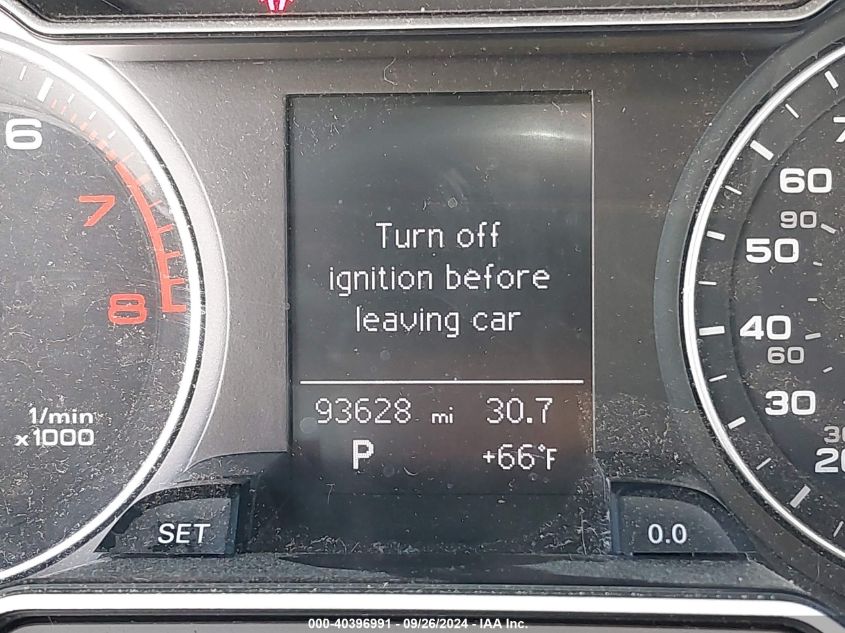 6
7
8
1/min
x1000
Turn off
ignition before
leaving car
93628 mi 30.7
P +66°F
SET
0.0
60
90
50
40
60
30
20
000-40396991 - 09/26/2024 - IAA Inc.